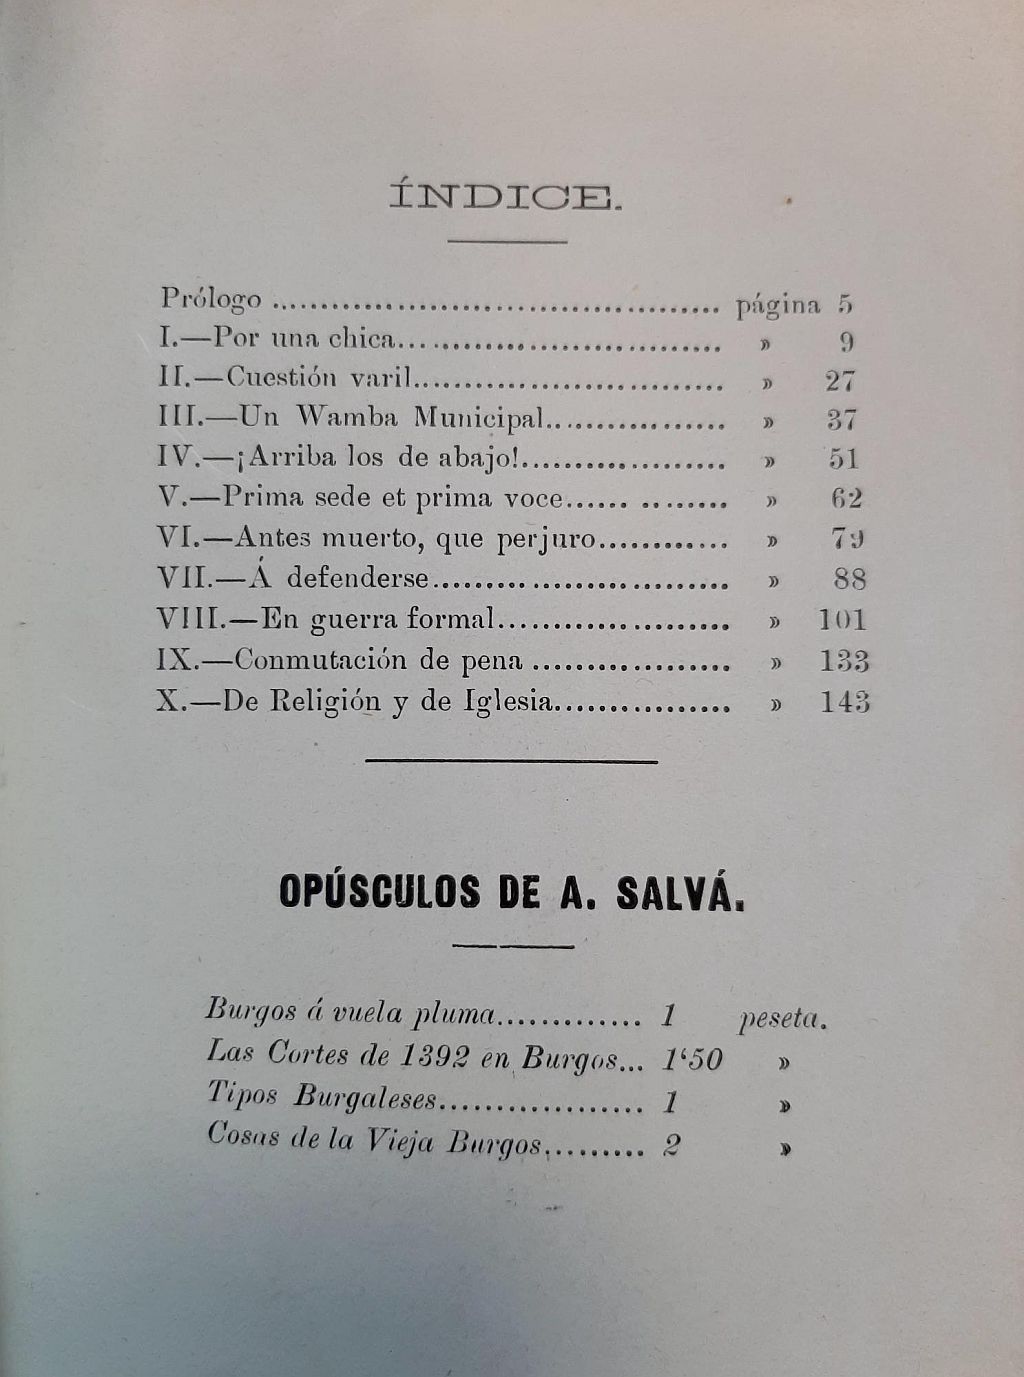 ÍNDICE.
Prólogo ............................................ página 5
I.—Por una chica.................................. » 9
II.—Cuestión varil............................... » 27
III.—Un Wamba Municipal.................. » 37
IV.—¡Arriba los de abajo!.................... » 51
V.—Prima sede et prima voce...... ........ » 62
VI.—Antes muerto, que perjuro............. » 79
VII.—Á defenderse............................. » 88
VIII.—En guerra formal....................... » 101
IX.—Conmutación de pena .................. » 133
X.—De Religión y de Iglesia................ » 143
OPÚSCULOS DE A. SALVÁ.
Burgos á vuela pluma............. 1 peseta.
Las Cortes de 1392 en Burgos... 1‘50 »
Tipos Burgaleses................... 1 »
Cosas de la Vieja Burgos.......... 2 »